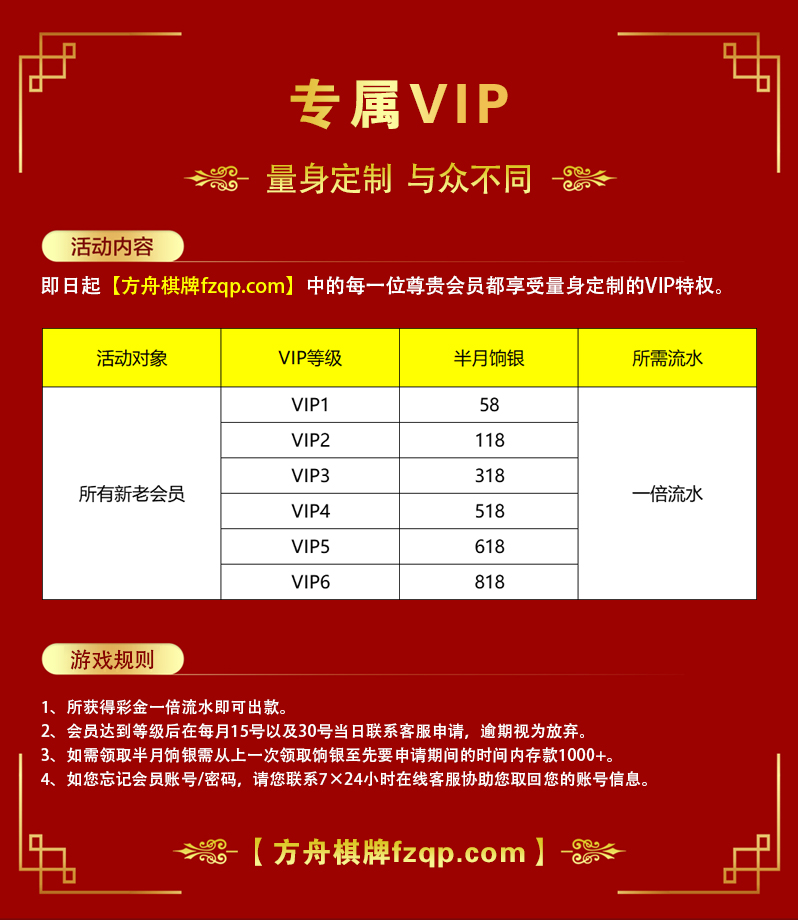 专属VIP
量身定制 与众不同
活动内容
即日起【方舟棋牌fzqp.com】中的每一位尊贵会员都享受量身定制的VIP特权。
活动对象 VIP等级 半月饷银 所需流水
VIP1 58
VIP2 118
VIP3 318
所有新老会员 一倍流水
VIP4 518
VIP5 618
VIP6 818
游戏规则
1、所获得彩金一倍流水即可出款。
2、会员达到等级后在每月15号以及30号当日联系客服申请，逾期视为放弃。
3、如需领取半月饷银需从上一次领取饷银至先要申请期间的时间内存款1000+。
4、如您忘记会员账号/密码，请您联系7×24小时在线客服协助您取回您的账号信息。
【方舟棋牌fzqp.com】